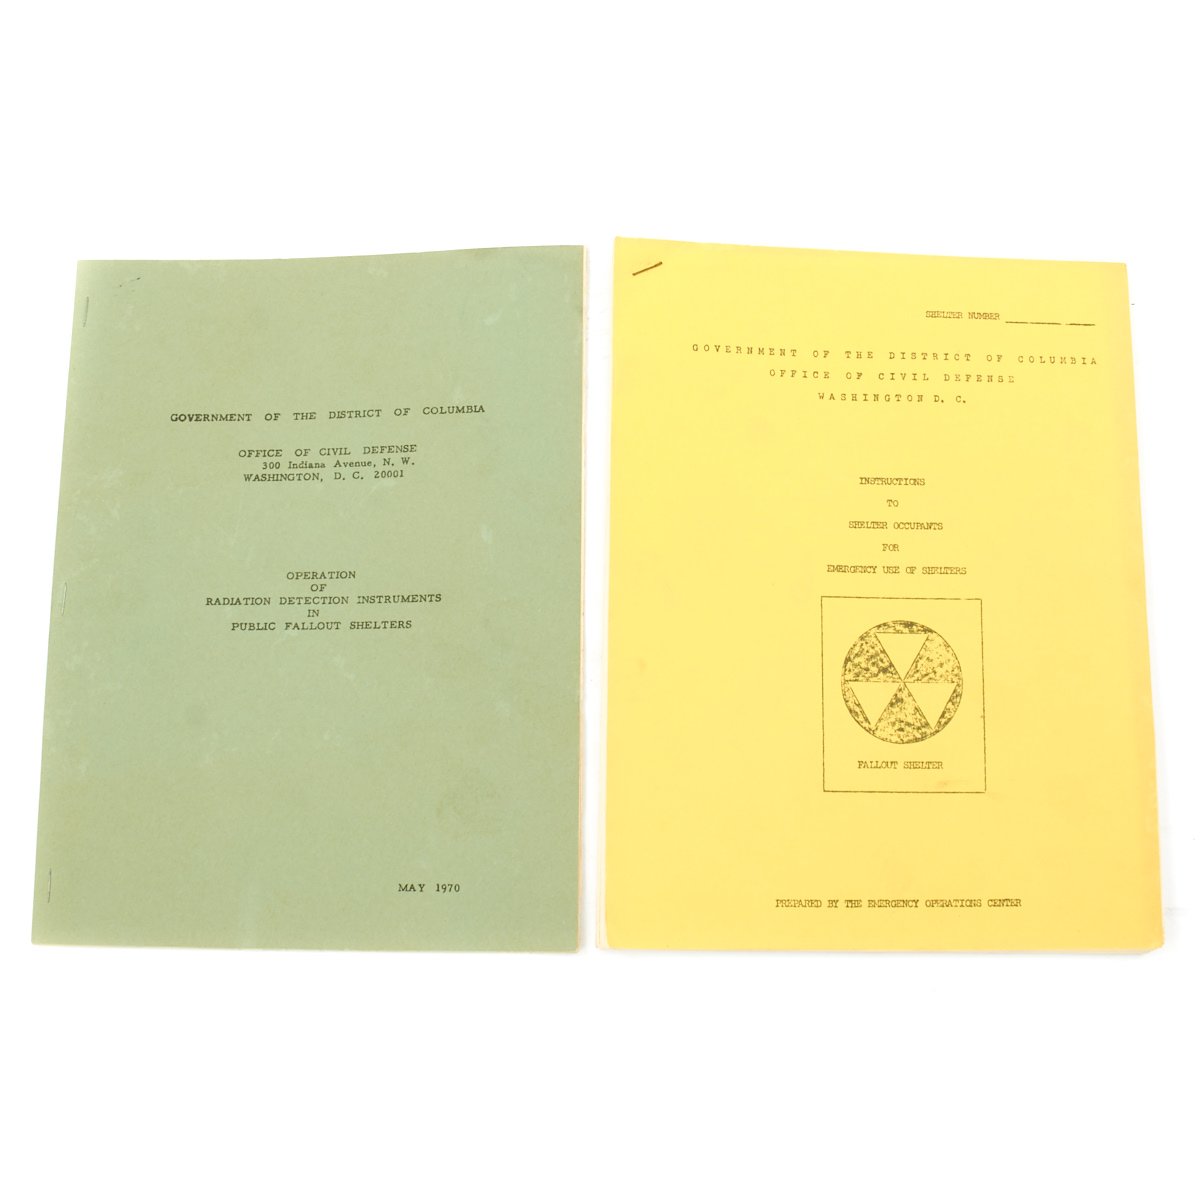 GOVERNMENT OF THE DISTRICT OF COLUMBIA
OFFICE OF CIVIL DEFENSE
300 Indiana Avenue, N. W.
WASHINGTON, D. C. 20001
OPERATION
OF
RADIATION DETECTION INSTRUMENTS
IN
PUBLIC FALLOUT SHELTERS
MAY 1970
SHELTER NUMBER
GOVERNMENT OF THE DISTRICT OF COLUMBIA
OFFICE OF CIVIL DEFENSE
WASHINGTON D. C.
INSTRUCTIONS
TO
SHELTER OCCUPANTS
FOR
EMERGENCY USE OF SHELTERS
FALLOUT SHELTER
PREPARED BY THE EMERGENCY OPERATIONS CENTER